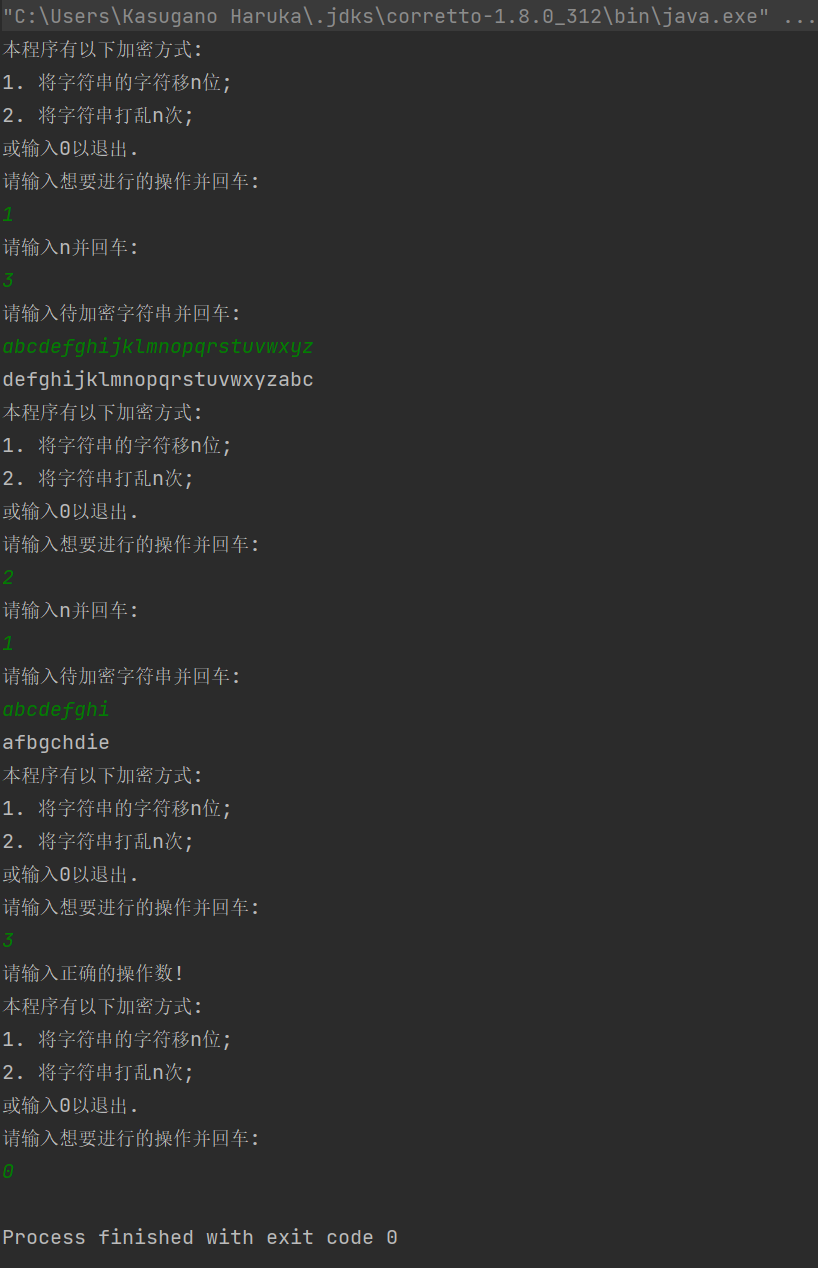 "C:\Users\Kasugano Haruka\.jdks\corretto-1.8.0_312\bin\java.exe" ...
本程序有以下加密方式:
1. 将字符串的字符移n位;
2. 将字符串打乱n次;
或输入0以退出.
请输入想要进行的操作并回车:
1
请输入n并回车:
3
请输入待加密字符串并回车:
abcdefghijklmnopqrstuvwxyz
defghijklmnopqrstuvwxyzabc
本程序有以下加密方式:
1. 将字符串的字符移n位;
2. 将字符串打乱n次;
或输入0以退出.
请输入想要进行的操作并回车:
2
请输入n并回车:
1
请输入待加密字符串并回车:
abcdefghi
afbgchdie
本程序有以下加密方式:
1. 将字符串的字符移n位;
2. 将字符串打乱n次;
或输入0以退出.
请输入想要进行的操作并回车:
3
请输入正确的操作数!
本程序有以下加密方式:
1. 将字符串的字符移n位;
2. 将字符串打乱n次;
或输入0以退出.
请输入想要进行的操作并回车:
0
Process finished with exit code 0